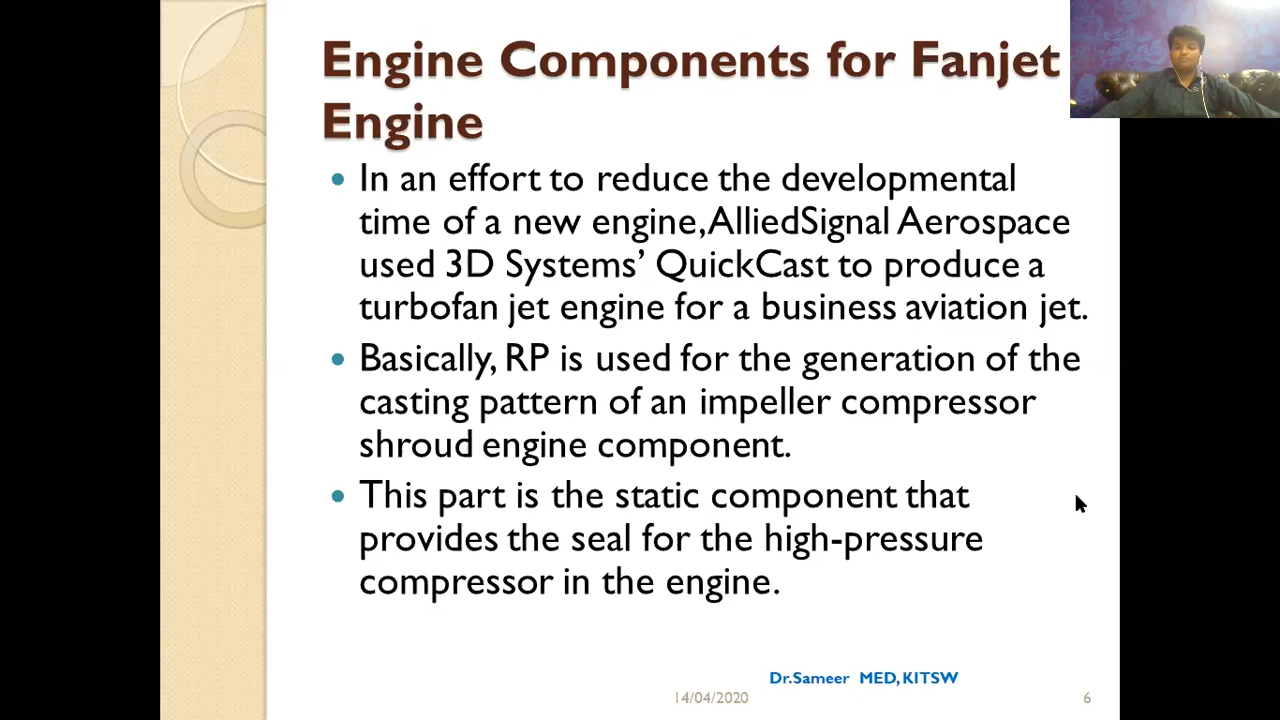 Engine Components for Fanjet
Engine
In an effort to reduce the developmental
time of a new engine, AlliedSignal Aerospace
used 3D Systems’ QuickCast to produce a
turbofan jet engine for a business aviation jet.
Basically, RP is used for the generation of the
casting pattern of an impeller compressor
shroud engine component.
This part is the static component that
provides the seal for the high-pressure
compressor in the engine.
Dr.Sameer MED, KITSW
14/04/2020 6